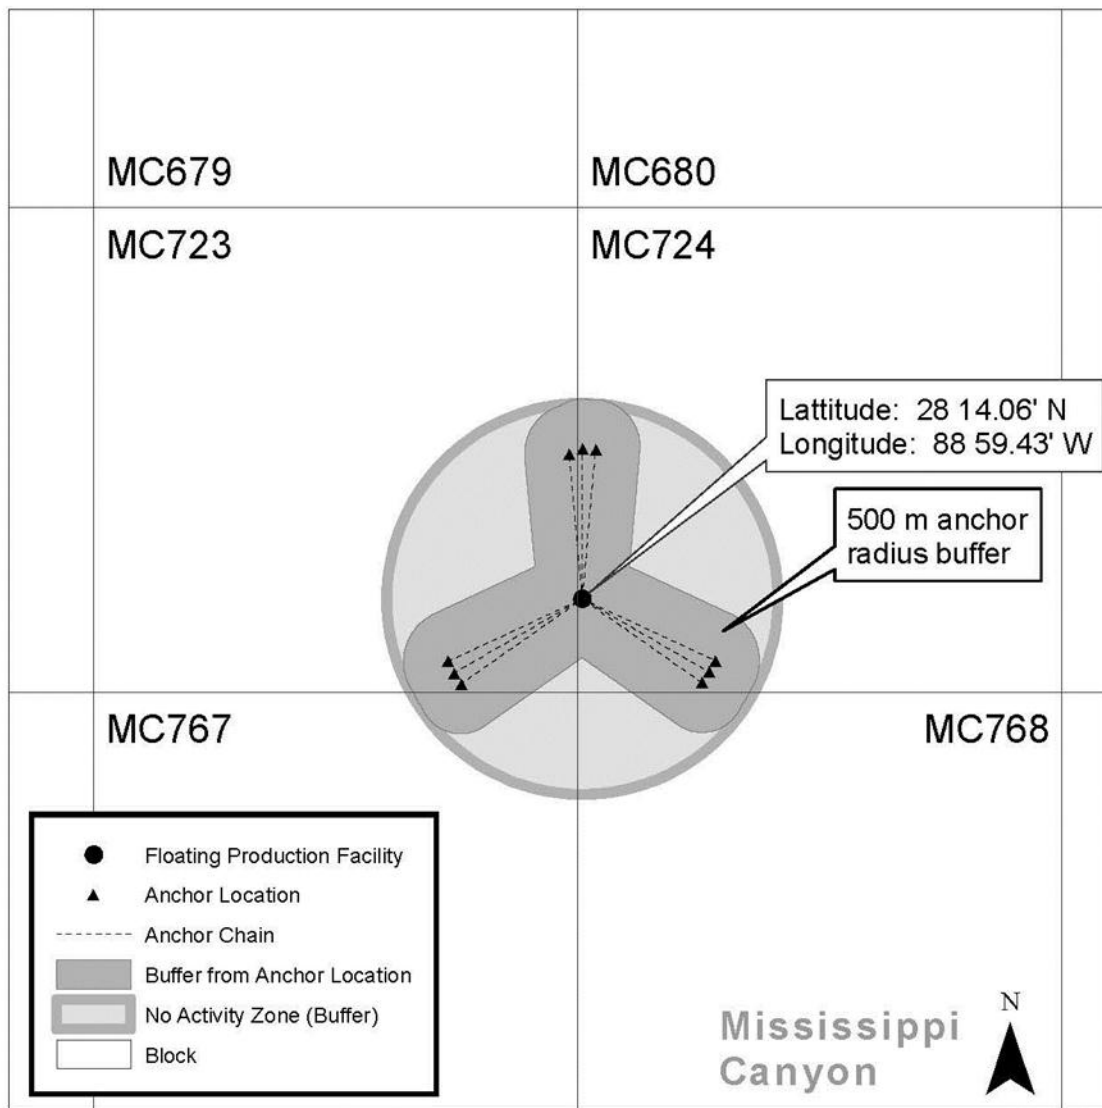 MC679
MC680
MC723
MC724
Lattitude: 28 14.06' N
Longitude: 88 59.43' W
500 m anchor
radius buffer
MC767
MC768
Floating Production Facility
Anchor Location
Anchor Chain
Buffer from Anchor Location
No Activity Zone (Buffer)
Block
Mississippi
Canyon
N